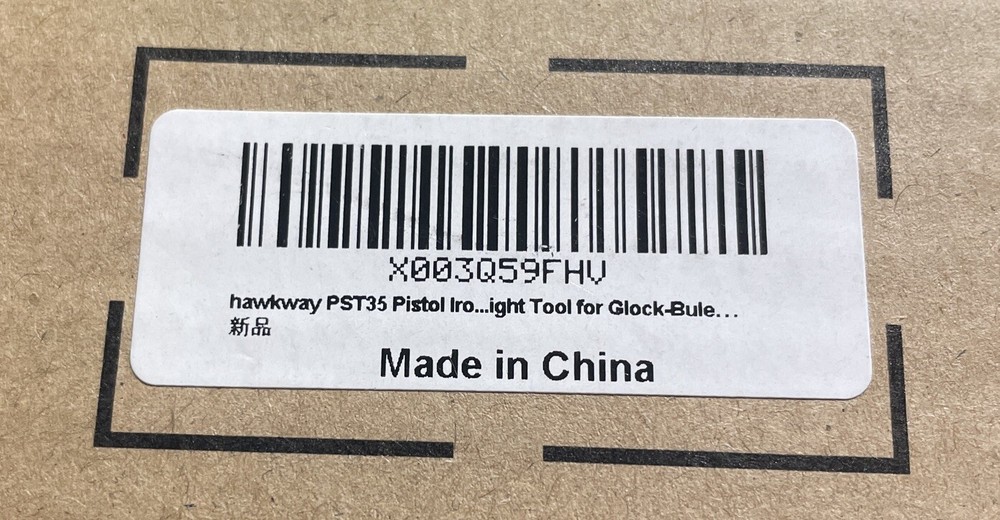 X003Q59FHV
hawkway PST35 Pistol Iro...ight Tool for Glock-Bule...
新品
Made in China